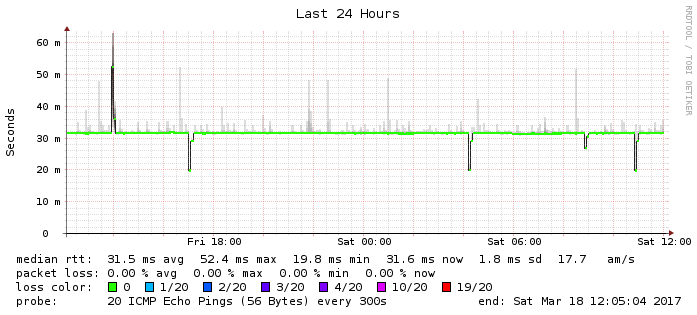 Last 24 Hours
RRDTOOL / TOBI OETIKER
Seconds
60 m
50 m
40 m
30 m
20 m
10 m
0
Fri 18:00 Sat 00:00 Sat 06:00 Sat 12:00
median rtt: 31.5 ms avg 52.4 ms max 19.8 ms min 31.6 ms now 1.8 ms sd 17.7 am/s
packet loss: 0.00 % avg 0.00 % max 0.00 % min 0.00 % now
loss color: 0 1/20 2/20 3/20 4/20 10/20 19/20
probe: 20 ICMP Echo Pings (56 Bytes) every 300s end: Sat Mar 18 12:05:04 2017